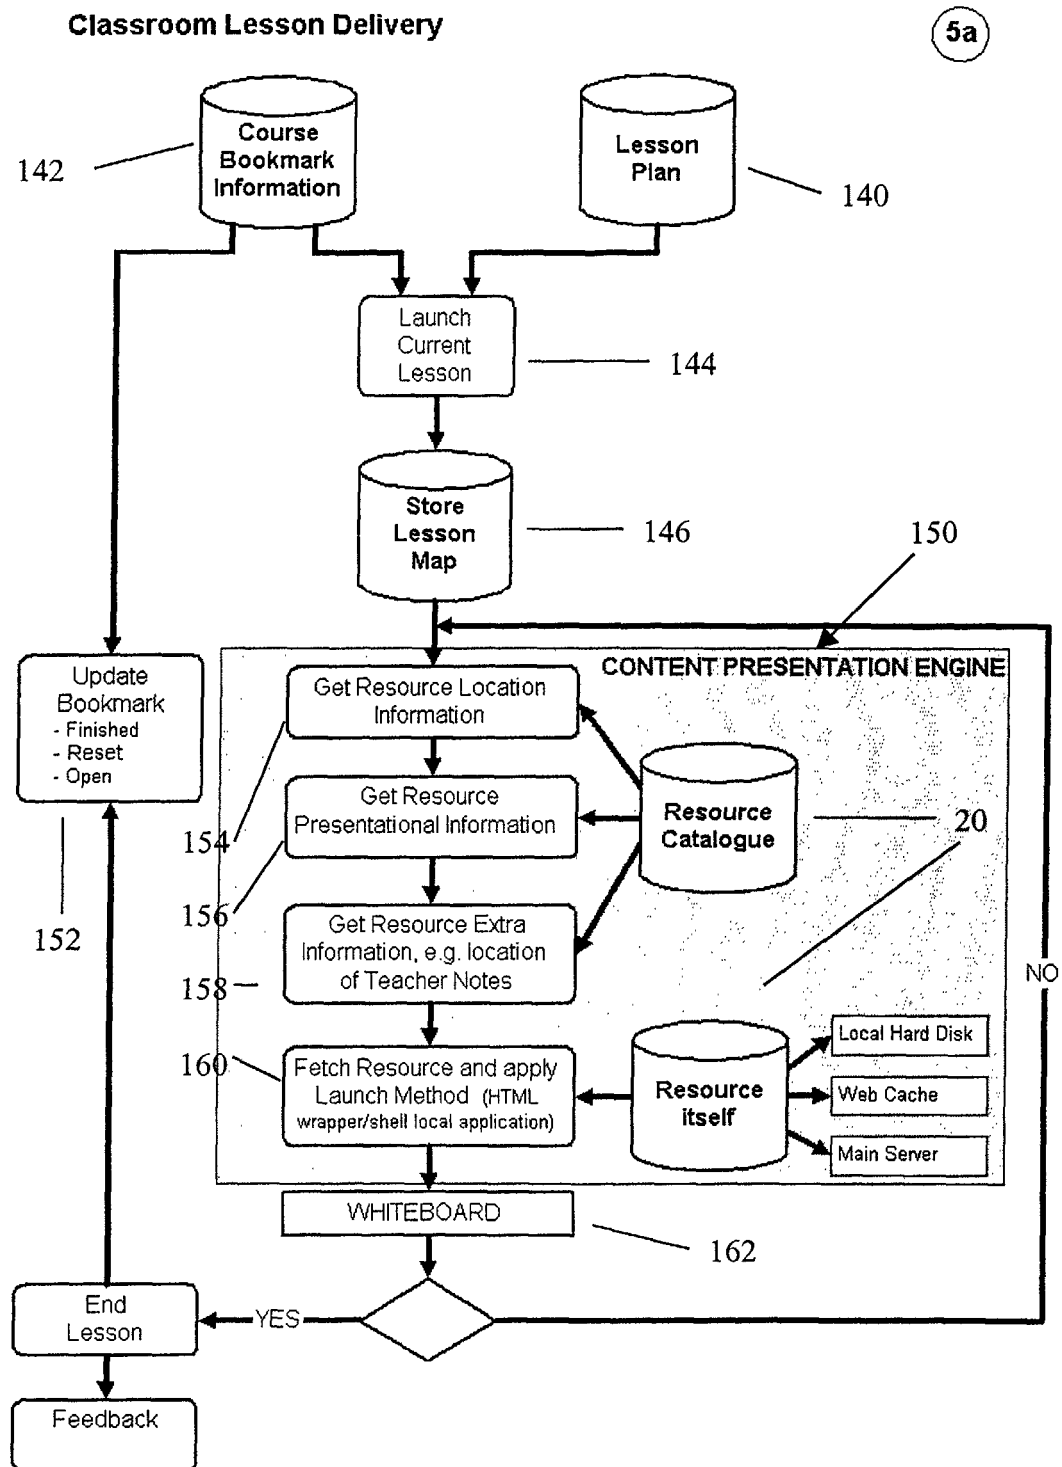 Classroom Lesson Delivery
5a
Course
Bookmark
Information
142
Lesson
Plan
140
Launch
Current
Lesson
144
Store
Lesson
Map
146
150
CONTENT PRESENTATION ENGINE
Update
Bookmark
- Finished
- Reset
- Open
152
Get Resource Location
Information
154
Get Resource
Presentational Information
156
Resource
Catalogue
20
Get Resource Extra
Information, e.g. location
of Teacher Notes
158
NO
Fetch Resource and apply
Launch Method (HTML
wrapper/shell local application)
160
Resource
itself
Local Hard Disk
Web Cache
Main Server
WHITEBOARD
162
YES
End
Lesson
Feedback